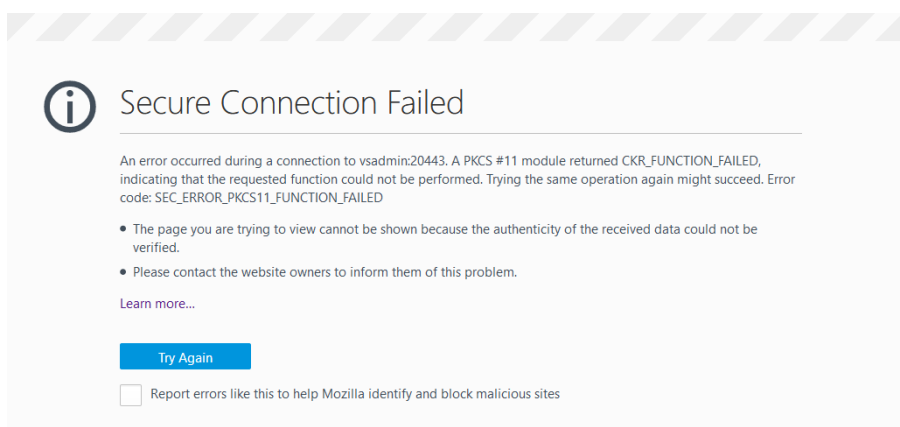 Secure Connection Failed
An error occurred during a connection to vsadmin:20443. A PKCS #11 module returned CKR_FUNCTION_FAILED,
indicating that the requested function could not be performed. Trying the same operation again might succeed. Error
code: SEC_ERROR_PKCS11_FUNCTION_FAILED
• The page you are trying to view cannot be shown because the authenticity of the received data could not be
verified.
• Please contact the website owners to inform them of this problem.
Learn more...
Try Again
Report errors like this to help Mozilla identify and block malicious sites